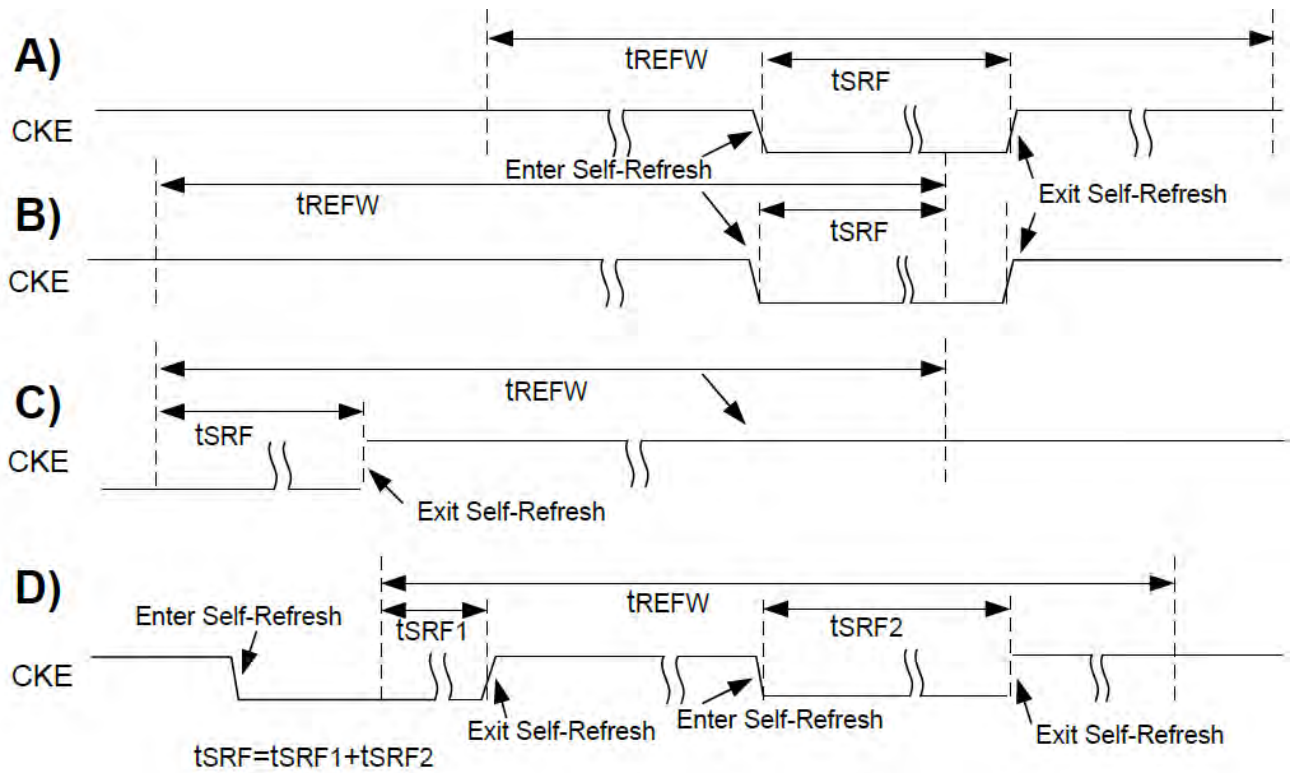 A)
tREFW
tSRF
CKE
Enter Self-Refresh
Exit Self-Refresh
tREFW
B)
tSRF
CKE
tREFW
C)
tSRF
CKE
Exit Self-Refresh
D)
tREFW
Enter Self-Refresh
tSRF1
tSRF2
CKE
Exit Self-Refresh
Enter Self-Refresh
Exit Self-Refresh
tSRF=tSRF1+tSRF2